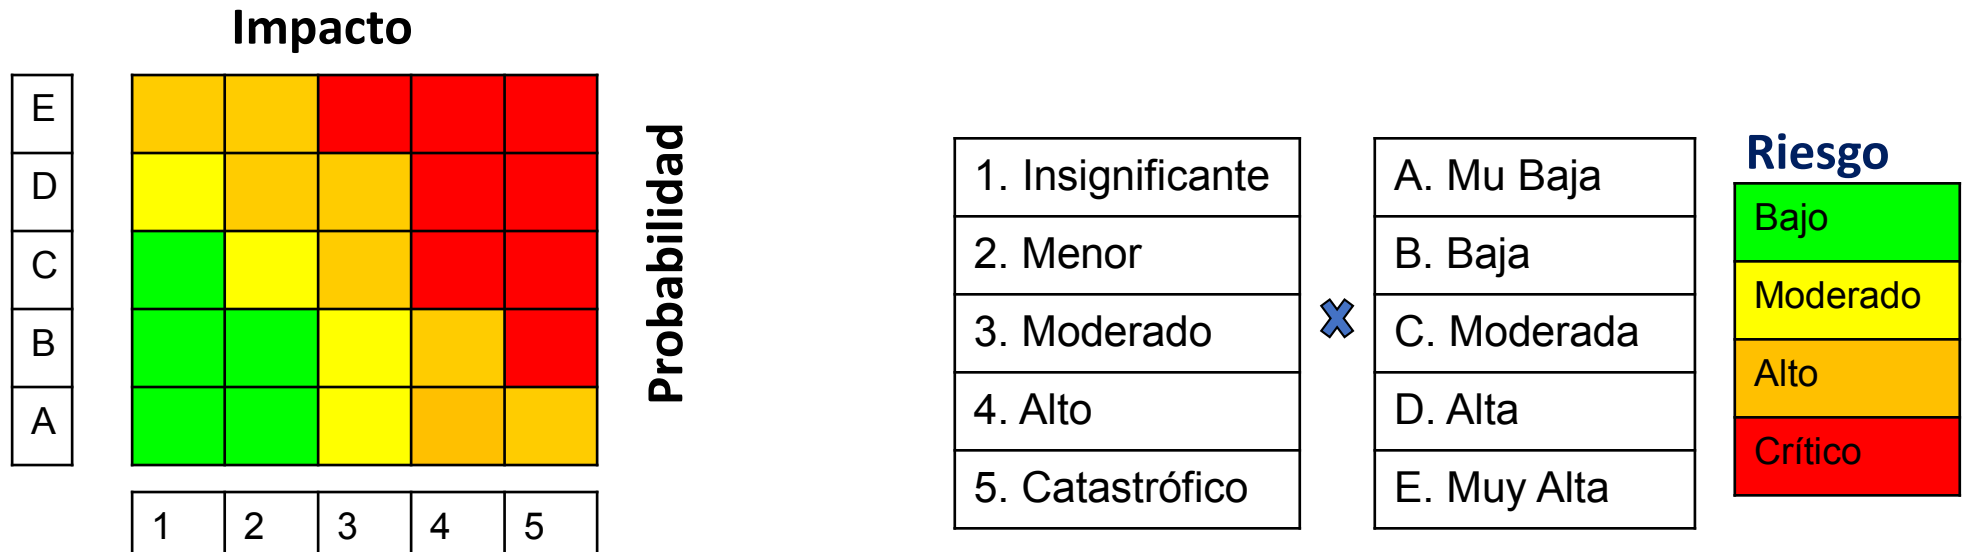 Impacto
E
D
C
B
A
1 2 3 4 5
Probabilidad
1. Insignificante
2. Menor
3. Moderado
4. Alto
5. Catastrófico
A. Mu Baja
B. Baja
C. Moderada
D. Alta
E. Muy Alta
Riesgo
Bajo
Moderado
Alto
Crítico